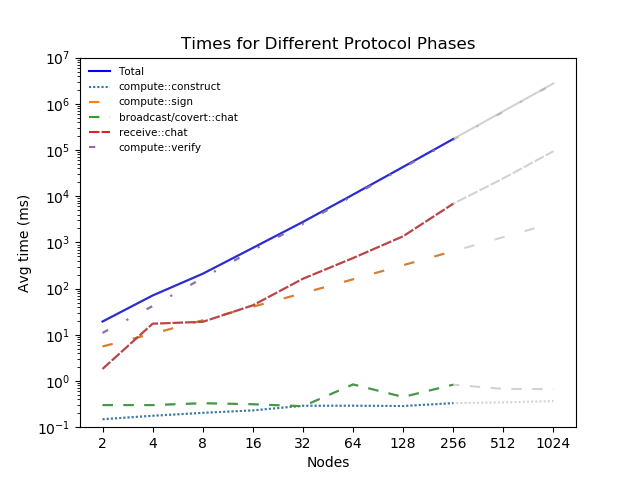 Times for Different Protocol Phases
Total
compute::construct
compute::sign
broadcast/covert::chat
receive::chat
compute::verify
Avg time (ms)
10^7
10^6
10^5
10^4
10^3
10^2
10^1
10^0
10^-1
2 4 8 16 32 64 128 256 512 1024
Nodes